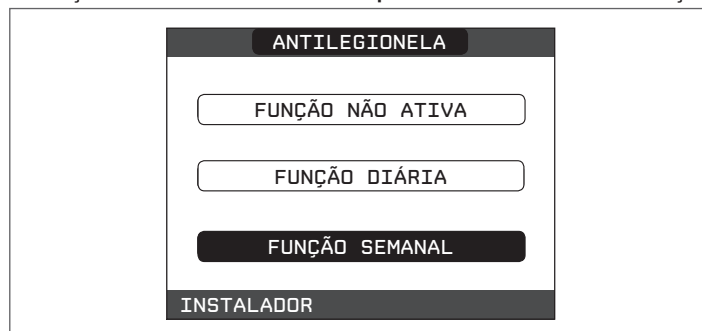 ANTILEGIONELA
FUNÇÃO NÃO ATIVA
FUNÇÃO DIÁRIA
FUNÇÃO SEMANAL
INSTALADOR